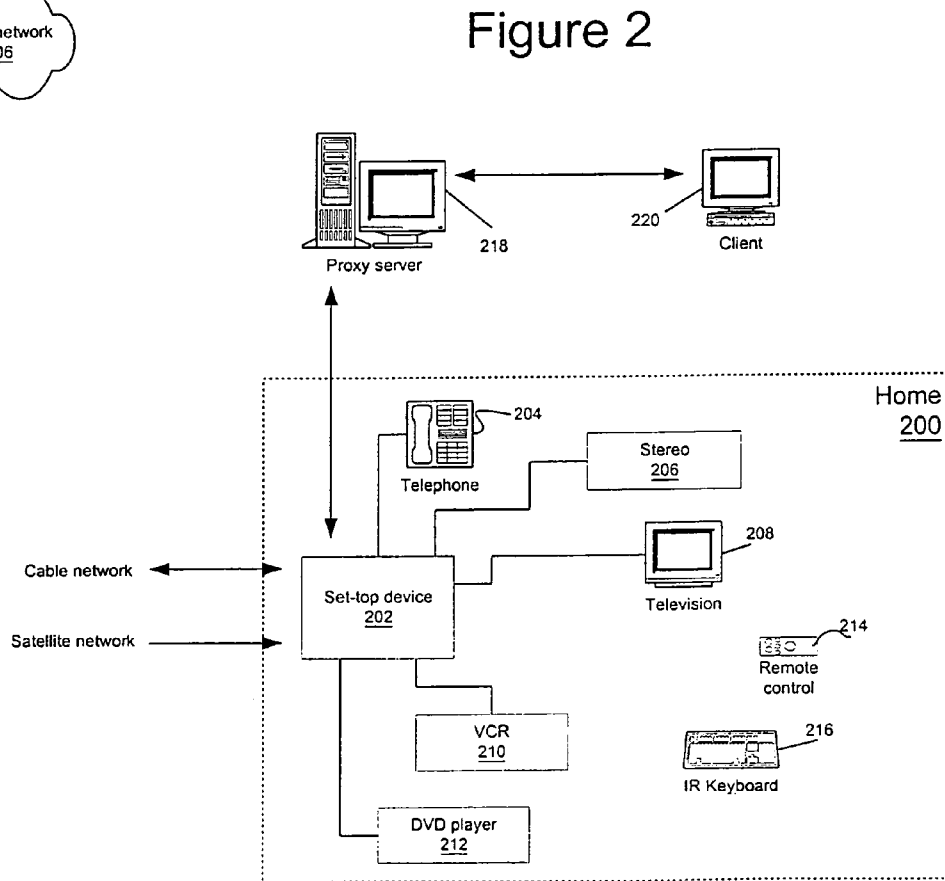 network
06
Figure 2
218
220
Client
Proxy server
Home
200
204
Telephone
Stereo
206
208
Television
Cable network
Set-top device
202
Satellite network
214
Remote
control
VCR
210
216
IR Keyboard
DVD player
212